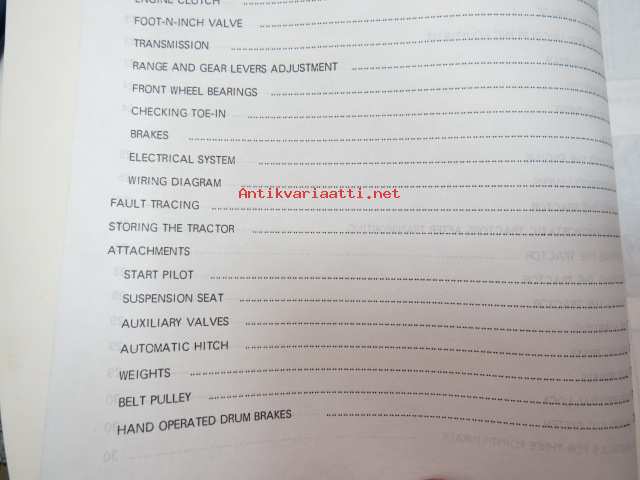 ENGINE CLUTCH
FOOT-N-INCH VALVE
TRANSMISSION
RANGE AND GEAR LEVERS ADJUSTMENT
FRONT WHEEL BEARINGS
CHECKING TOE-IN
BRAKES
ELECTRICAL SYSTEM
WIRING DIAGRAM
Antikvariaatti.net
FAULT TRACING
STORING THE TRACTOR
ATTACHMENTS
START PILOT
SUSPENSION SEAT
AUXILIARY VALVES
AUTOMATIC HITCH
WEIGHTS
BELT PULLEY
HAND OPERATED DRUM BRAKES